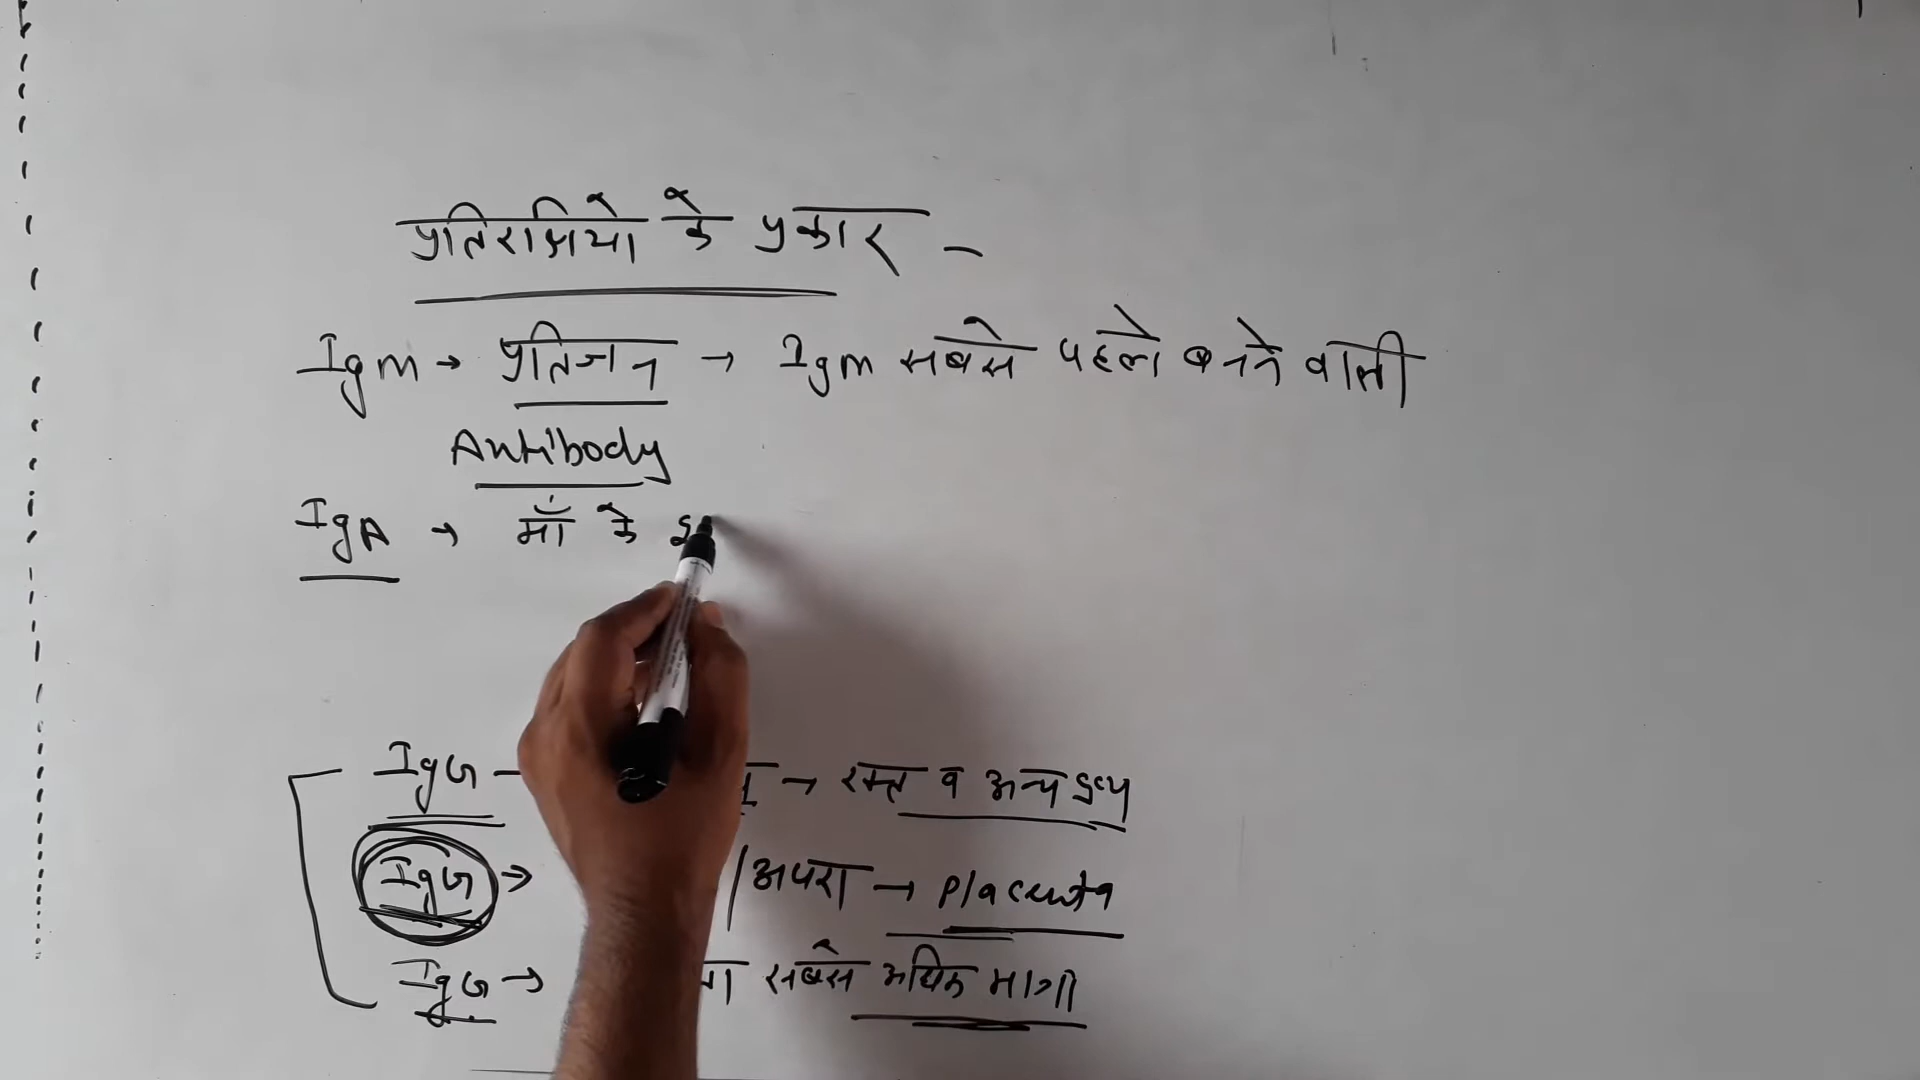 प्रतिरक्षियो के प्रकार -
Igm → प्रतिजन → Igm सबसे पहले बनने वाली
Antibody
IgA → माँ के
IgG - → रक्त व अन्य द्रव्य
IgG → /अपरा → placenta
IgG → सबसे अधिक मात्रा